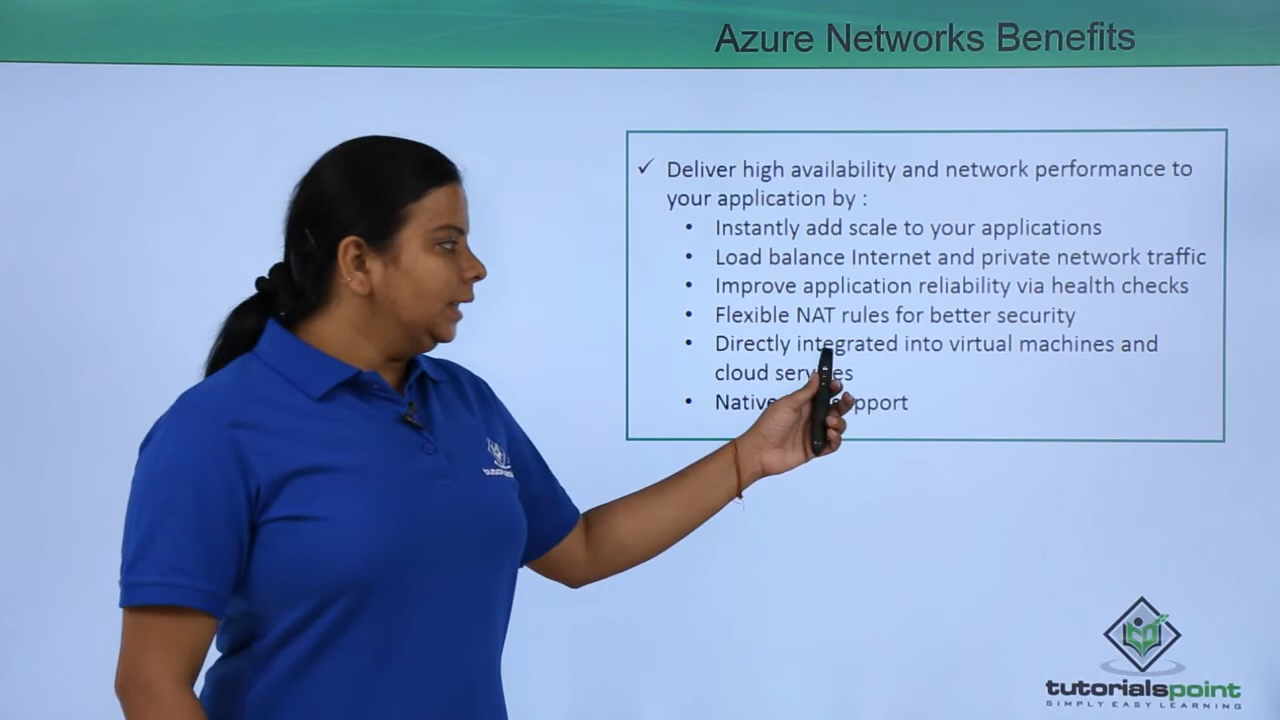 Azure Networks Benefits
✓ Deliver high availability and network performance to
your application by :
• Instantly add scale to your applications
• Load balance Internet and private network traffic
• Improve application reliability via health checks
• Flexible NAT rules for better security
• Directly integrated into virtual machines and
cloud
• Native
tutorialspoint
SIMPLY EASY LEARNING